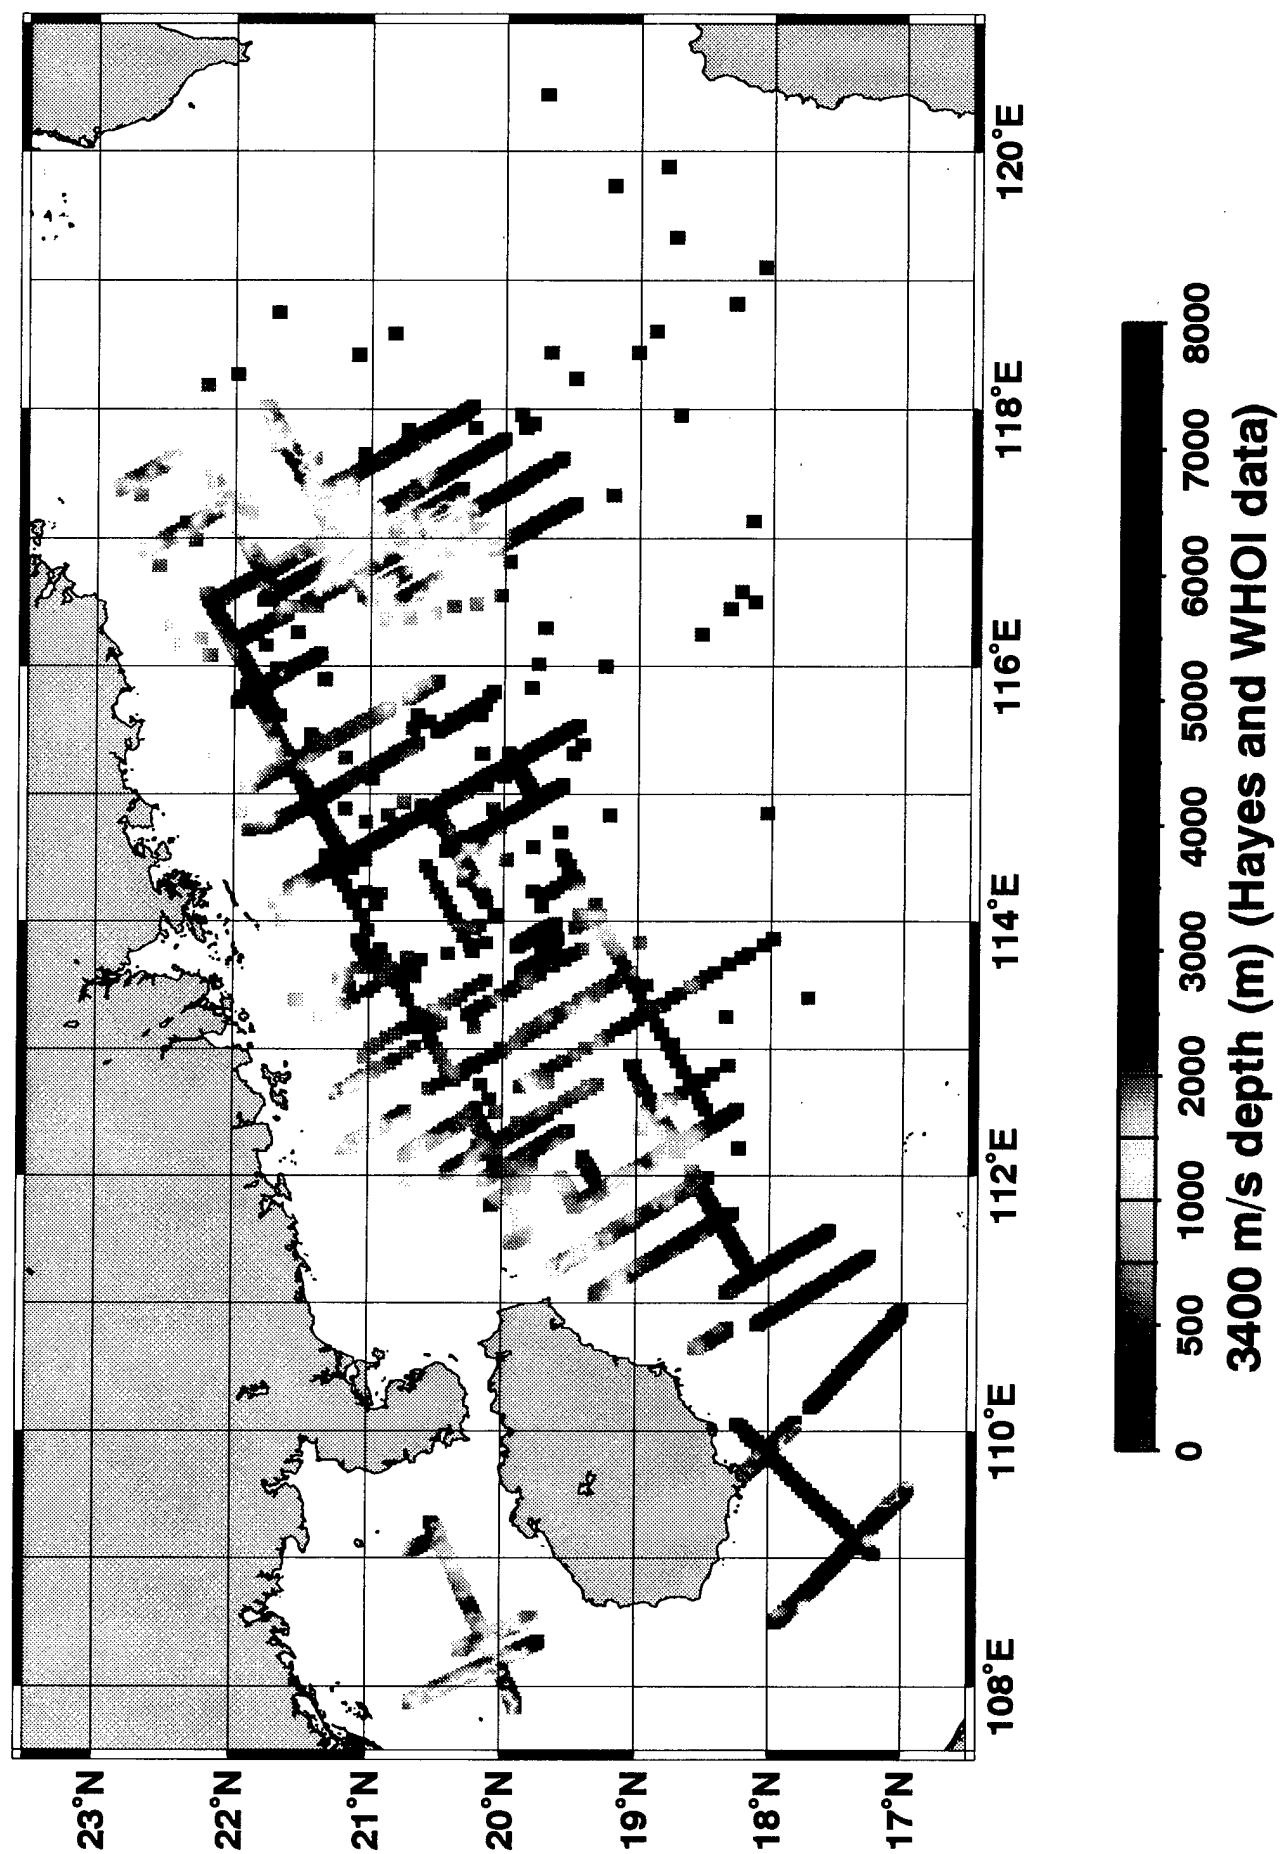 23°N
22°N
21°N
20°N
19°N
18°N
17°N
108°E
110°E
112°E
114°E
116°E
118°E
120°E
0
500
1000
2000
3000
4000
5000
6000
7000
8000
3400 m/s depth (m) (Hayes and WHOI data)